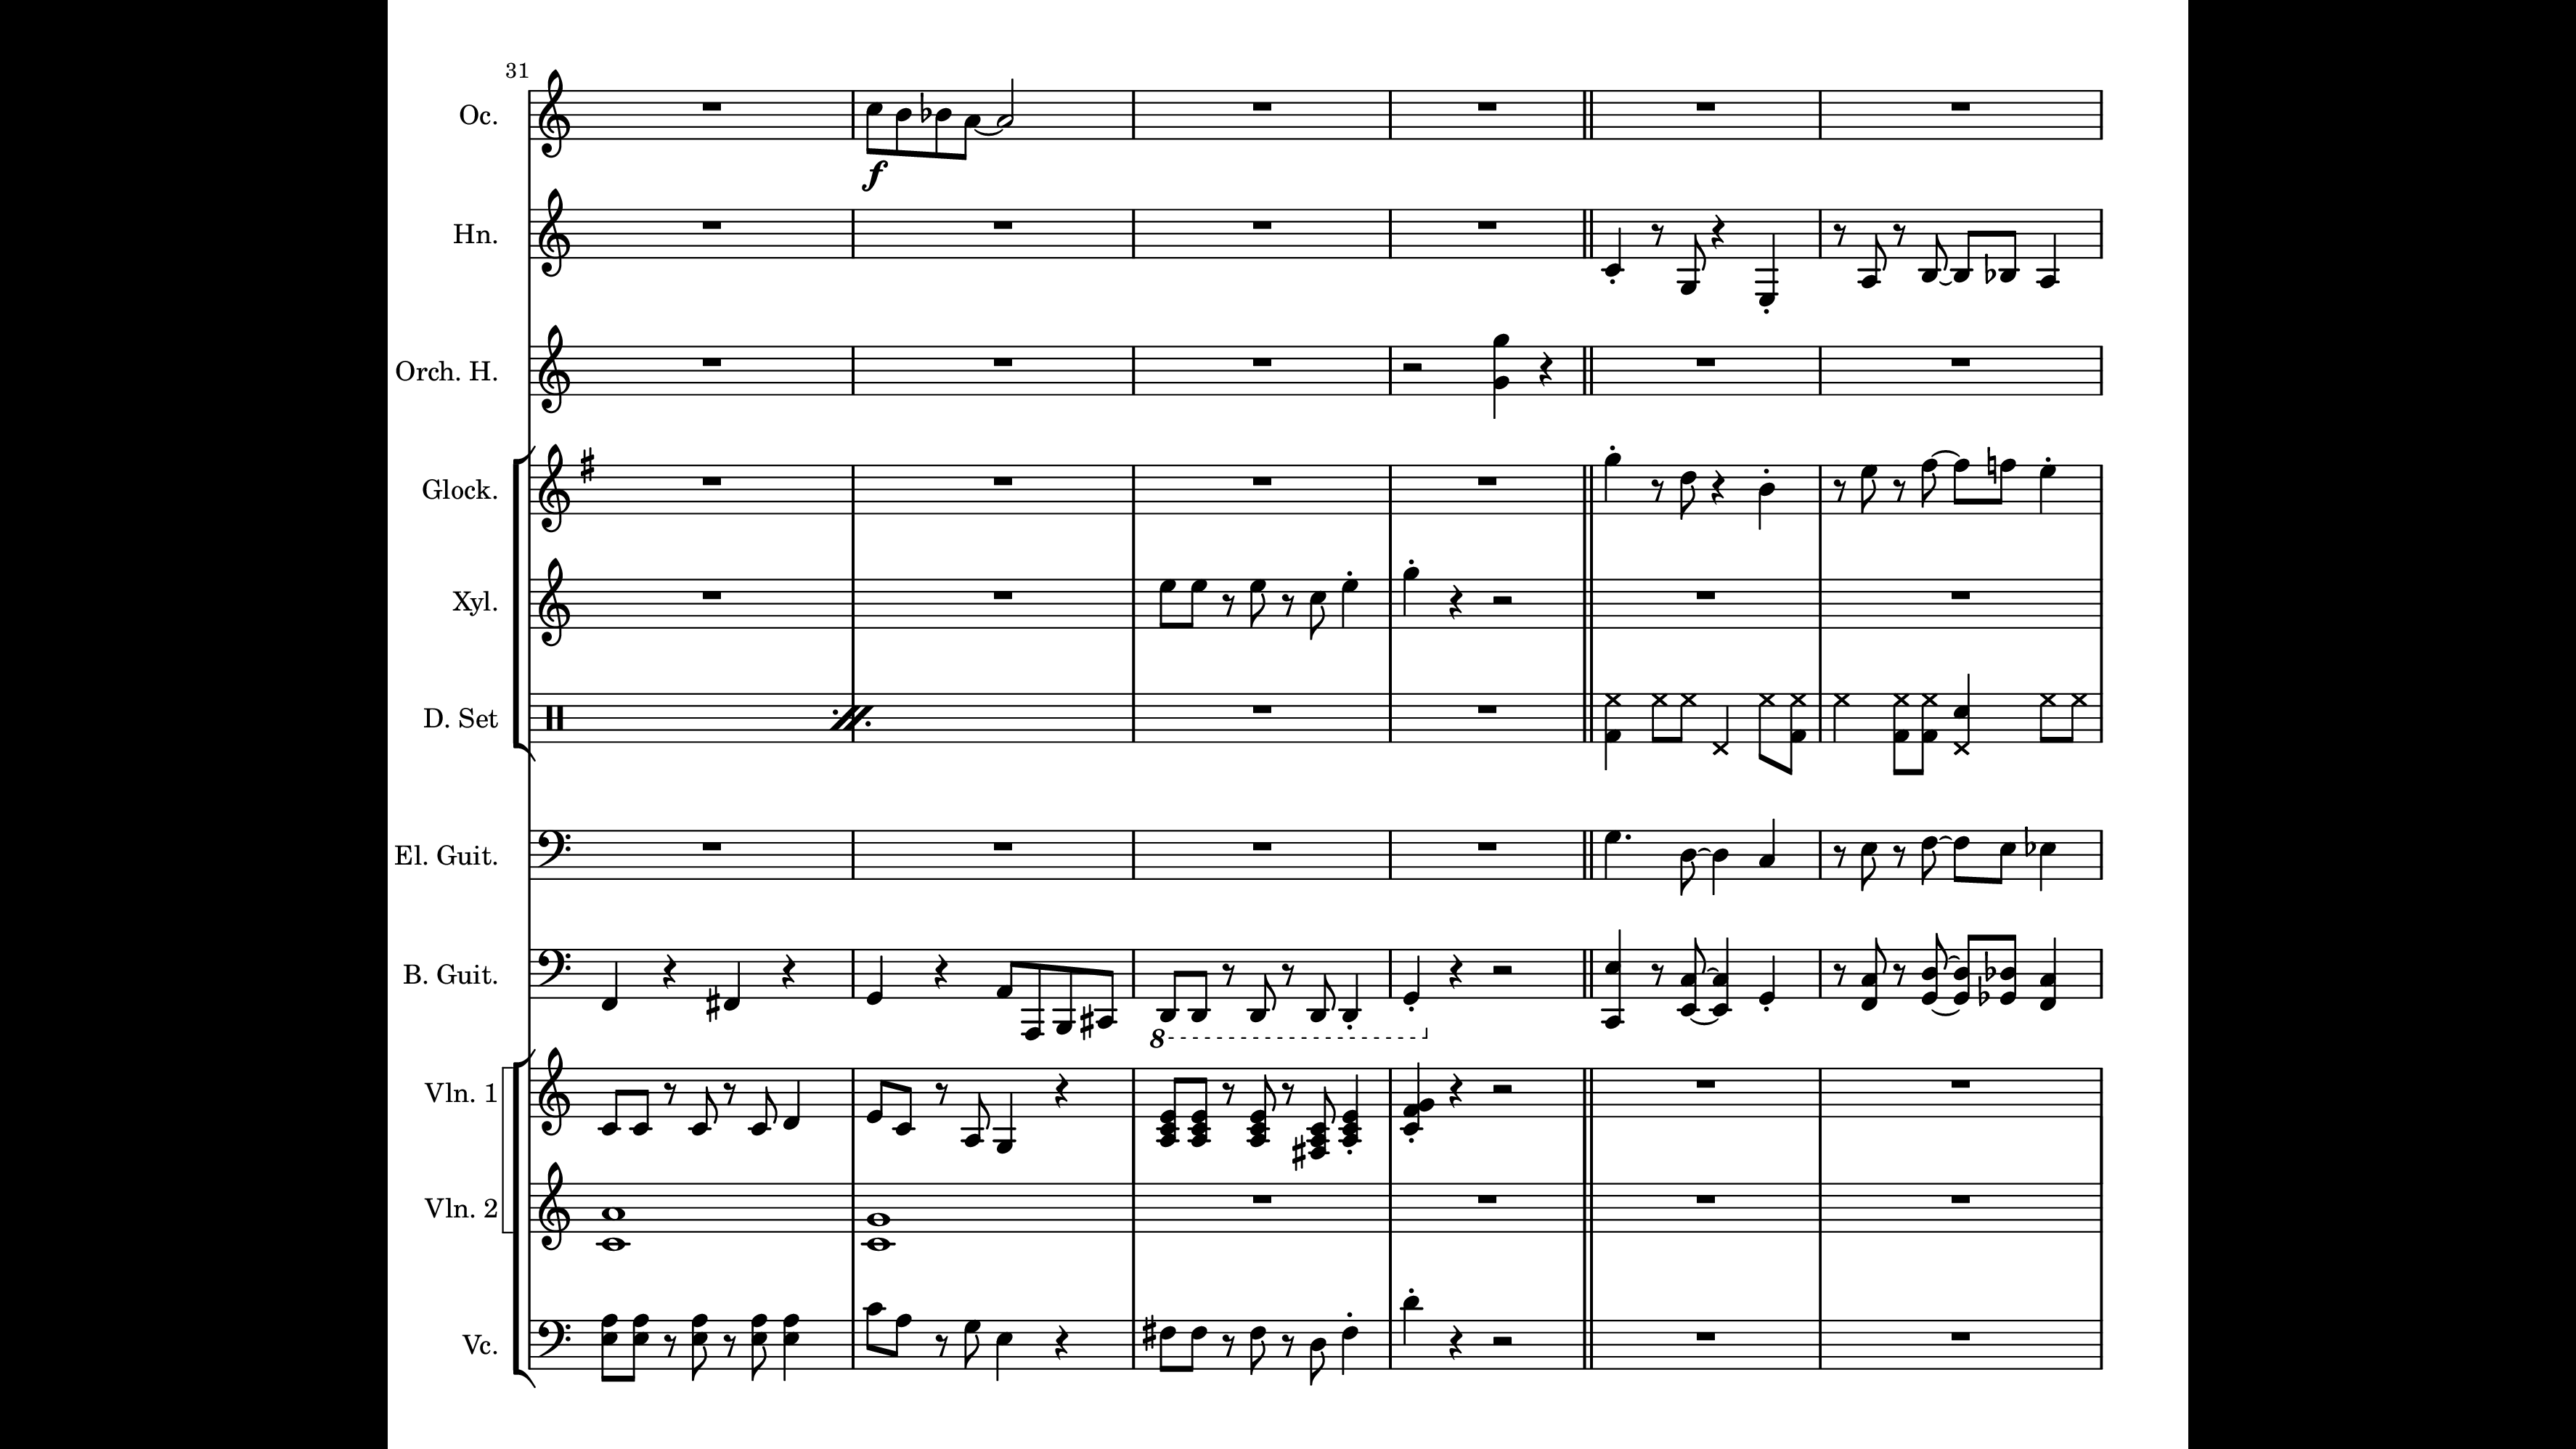 31
Oc.
f
Hn.
Orch. H.
Glock.
Xyl.
D. Set
El. Guit.
B. Guit.
8
Vln. 1
Vln. 2
Vc.